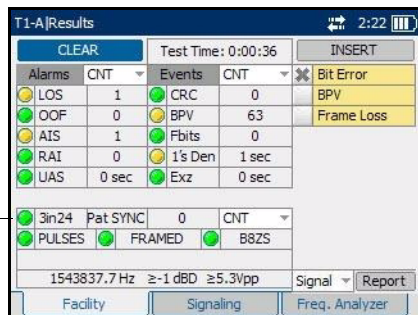 T1-A|Results 2:22
CLEAR Test Time: 0:00:36 INSERT
Alarms CNT Events CNT Bit Error
LOS 1 CRC 0 BPV
OOF 0 BPV 63 Frame Loss
AIS 1 Fbits 0
RAI 0 1's Den 1 sec
UAS 0 sec Exz 0 sec
3in24 Pat SYNC 0 CNT
PULSES FRAMED B8ZS
1543837.7 Hz ≥-1 dBD ≥5.3Vpp Signal Report
Facility Signaling Freq. Analyzer